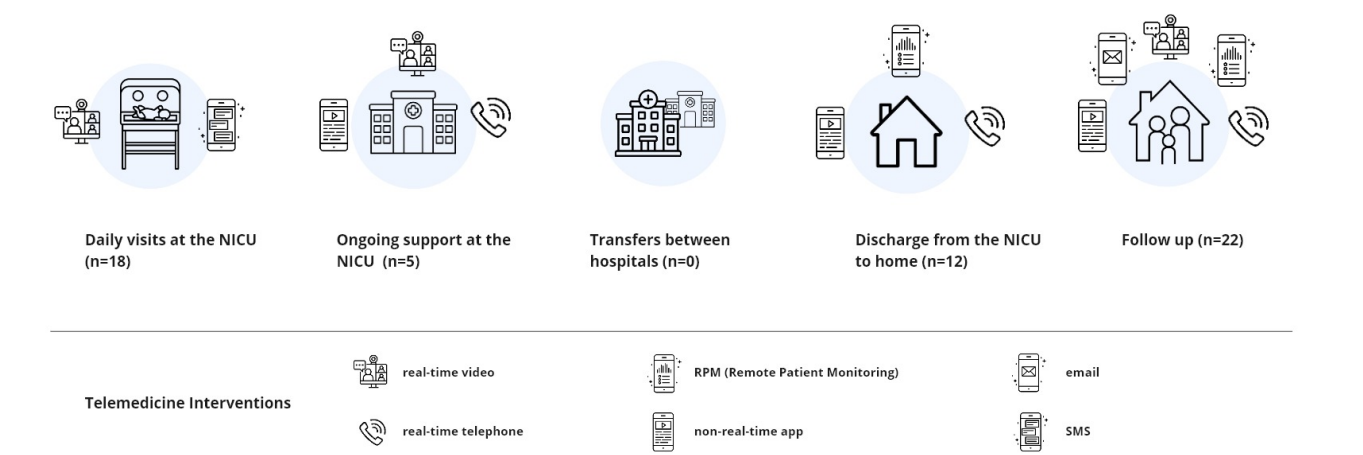 Daily visits at the NICU
(n=18)
Ongoing support at the
NICU (n=5)
Transfers between
hospitals (n=0)
Discharge from the NICU
to home (n=12)
Follow up (n=22)
Telemedicine Interventions
real-time video
RPM (Remote Patient Monitoring)
email
real-time telephone
non-real-time app
SMS